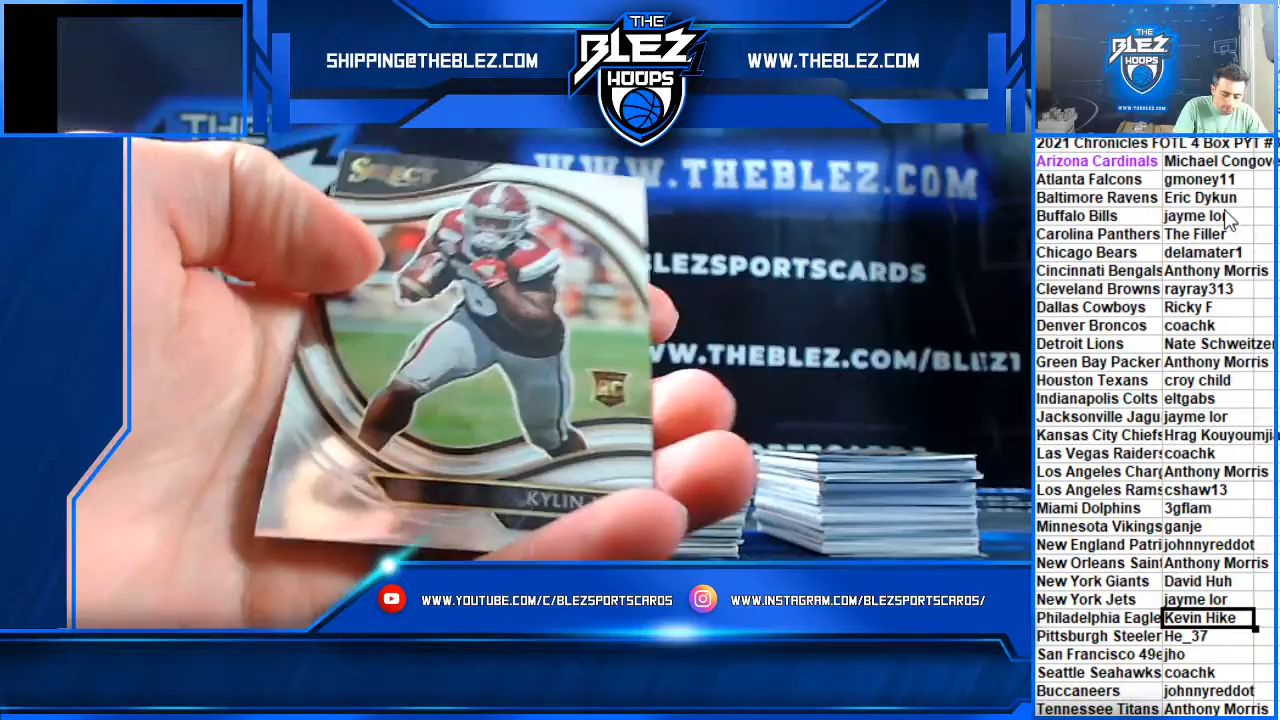 SHIPPING@THEBLEZ.COM
THE
BLEZ
1
HOOPS
WWW.THEBLEZ.COM
THE
BLEZ
HOOPS
WWW.THEBLEZ.COM
THE
SELECT
WWW.THEBLEZ.COM
BLEZSPORTSCARDS
WWW.THEBLEZ.COM/BLEZ1
RC
KYLIN
WWW.YOUTUBE.COM/C/BLEZSPORTSCARDS
WWW.INSTAGRAM.COM/BLEZSPORTSCARDS/
2021 Chronicles FOTL 4 Box PYT #
Arizona Cardinals Michael Congov
Atlanta Falcons gmoney11
Baltimore Ravens Eric Dykun
Buffalo Bills jayme lor
Carolina Panthers The Filler
Chicago Bears delamater1
Cincinnati Bengals Anthony Morris
Cleveland Browns rayray313
Dallas Cowboys Ricky F
Denver Broncos coachk
Detroit Lions Nate Schweitzer
Green Bay Packer Anthony Morris
Houston Texans croy child
Indianapolis Colts eltgabs
Jacksonville Jagu jayme lor
Kansas City Chiefs Hrag Kouyoumji
Las Vegas Raiders coachk
Los Angeles Charg Anthony Morris
Los Angeles Rams cshaw13
Miami Dolphins 3gflam
Minnesota Vikings ganje
New England Patri johnnyreddot
New Orleans Saint Anthony Morris
New York Giants David Huh
New York Jets jayme lor
Philadelphia Eagle Kevin Hike
Pittsburgh Steeler He_37
San Francisco 49e jho
Seattle Seahawks coachk
Buccaneers johnnyreddot
Tennessee Titans Anthony Morris